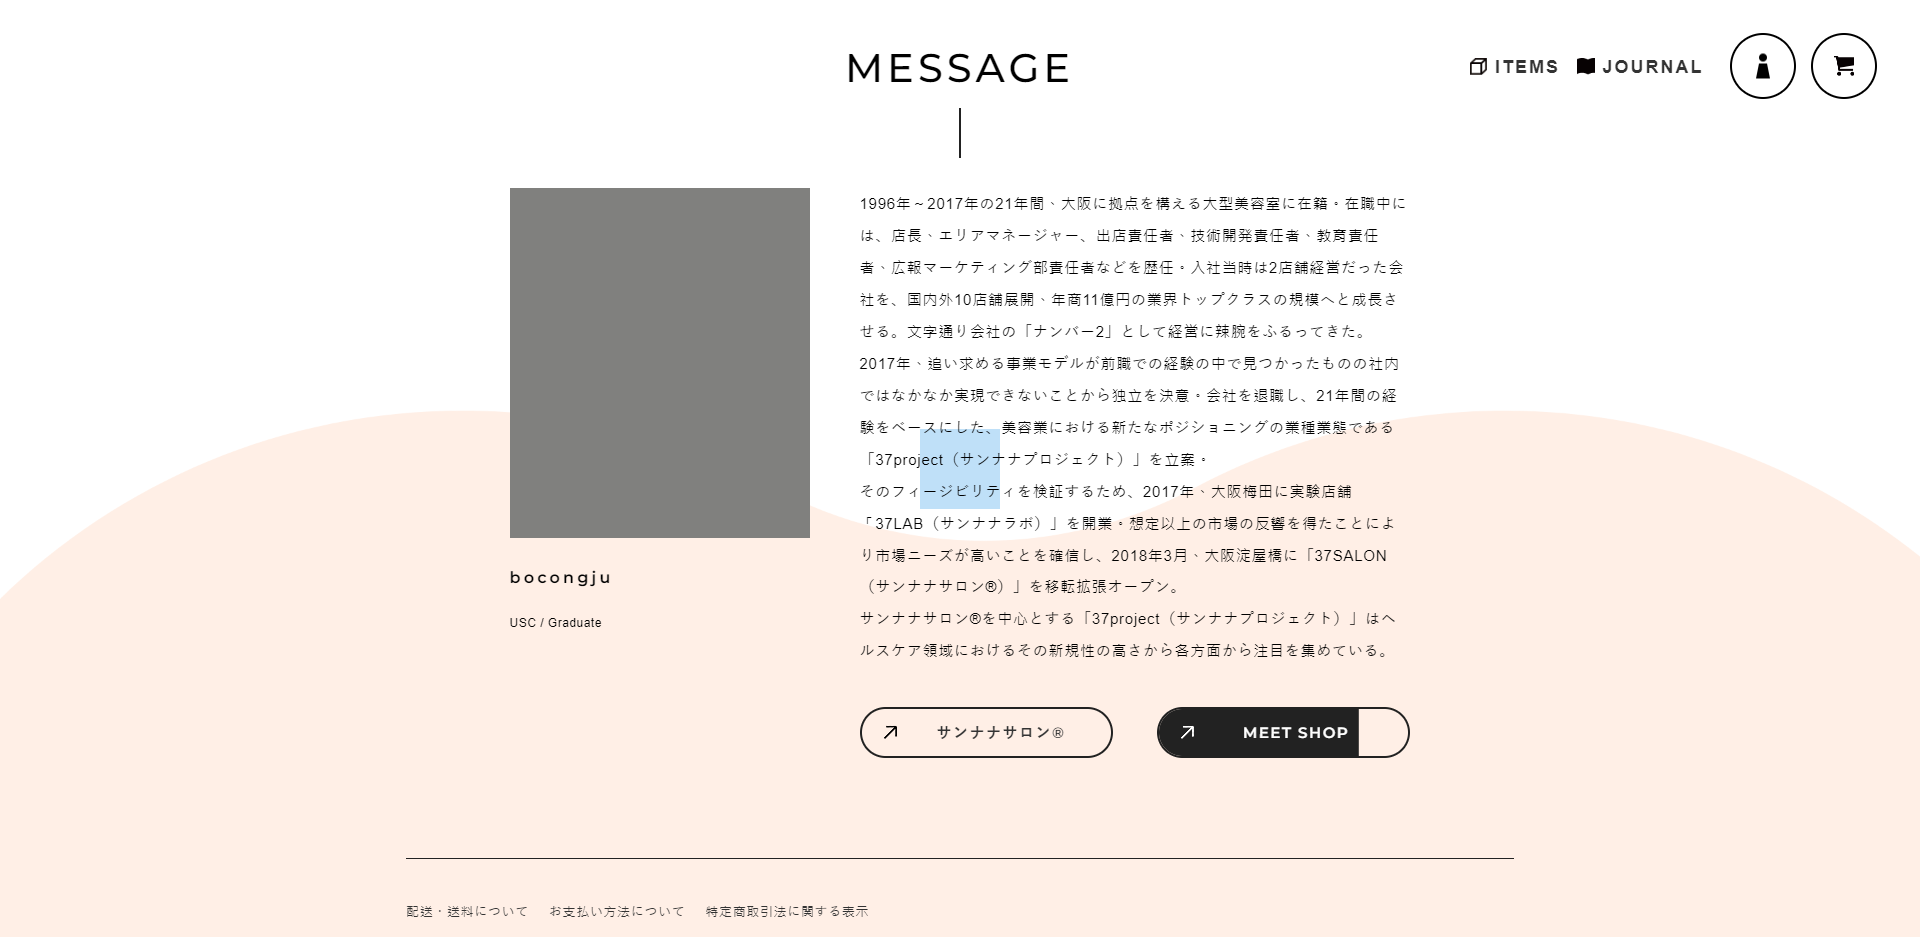 MESSAGE
ITEMS
JOURNAL
1996年～2017年の21年間、大阪に拠点を構える大型美容室に在籍。在職中に
は、店長、エリアマネージャー、出店責任者、技術開発責任者、教育責任
者、広報マーケティング部責任者などを歴任。入社当時は2店舗経営だった会
社を、国内外10店舗展開、年商11億円の業界トップクラスの規模へと成長さ
せる。文字通り会社の「ナンバー2」として経営に辣腕をふるってきた。
2017年、追い求める事業モデルが前職での経験の中で見つかったものの社内
ではなかなか実現できないことから独立を決意。会社を退職し、21年間の経
験をベースにした、美容業における新たなポジショニングの業種業態である
「37project（サンナナプロジェクト）」を立案。
そのフィージビリティを検証するため、2017年、大阪梅田に実験店舗
「37LAB（サンナナラボ）」を開業。想定以上の市場の反響を得たことによ
り市場ニーズが高いことを確信し、2018年3月、大阪淀屋橋に「37SALON
（サンナナサロン®）」を移転拡張オープン。
サンナナサロン®を中心とする「37project（サンナナプロジェクト）」はヘ
ルスケア領域におけるその新規性の高さから各方面から注目を集めている。
bocongju
USC / Graduate
サンナナサロン®
MEET SHOP
配送・送料について
お支払い方法について
特定商取引法に関する表示